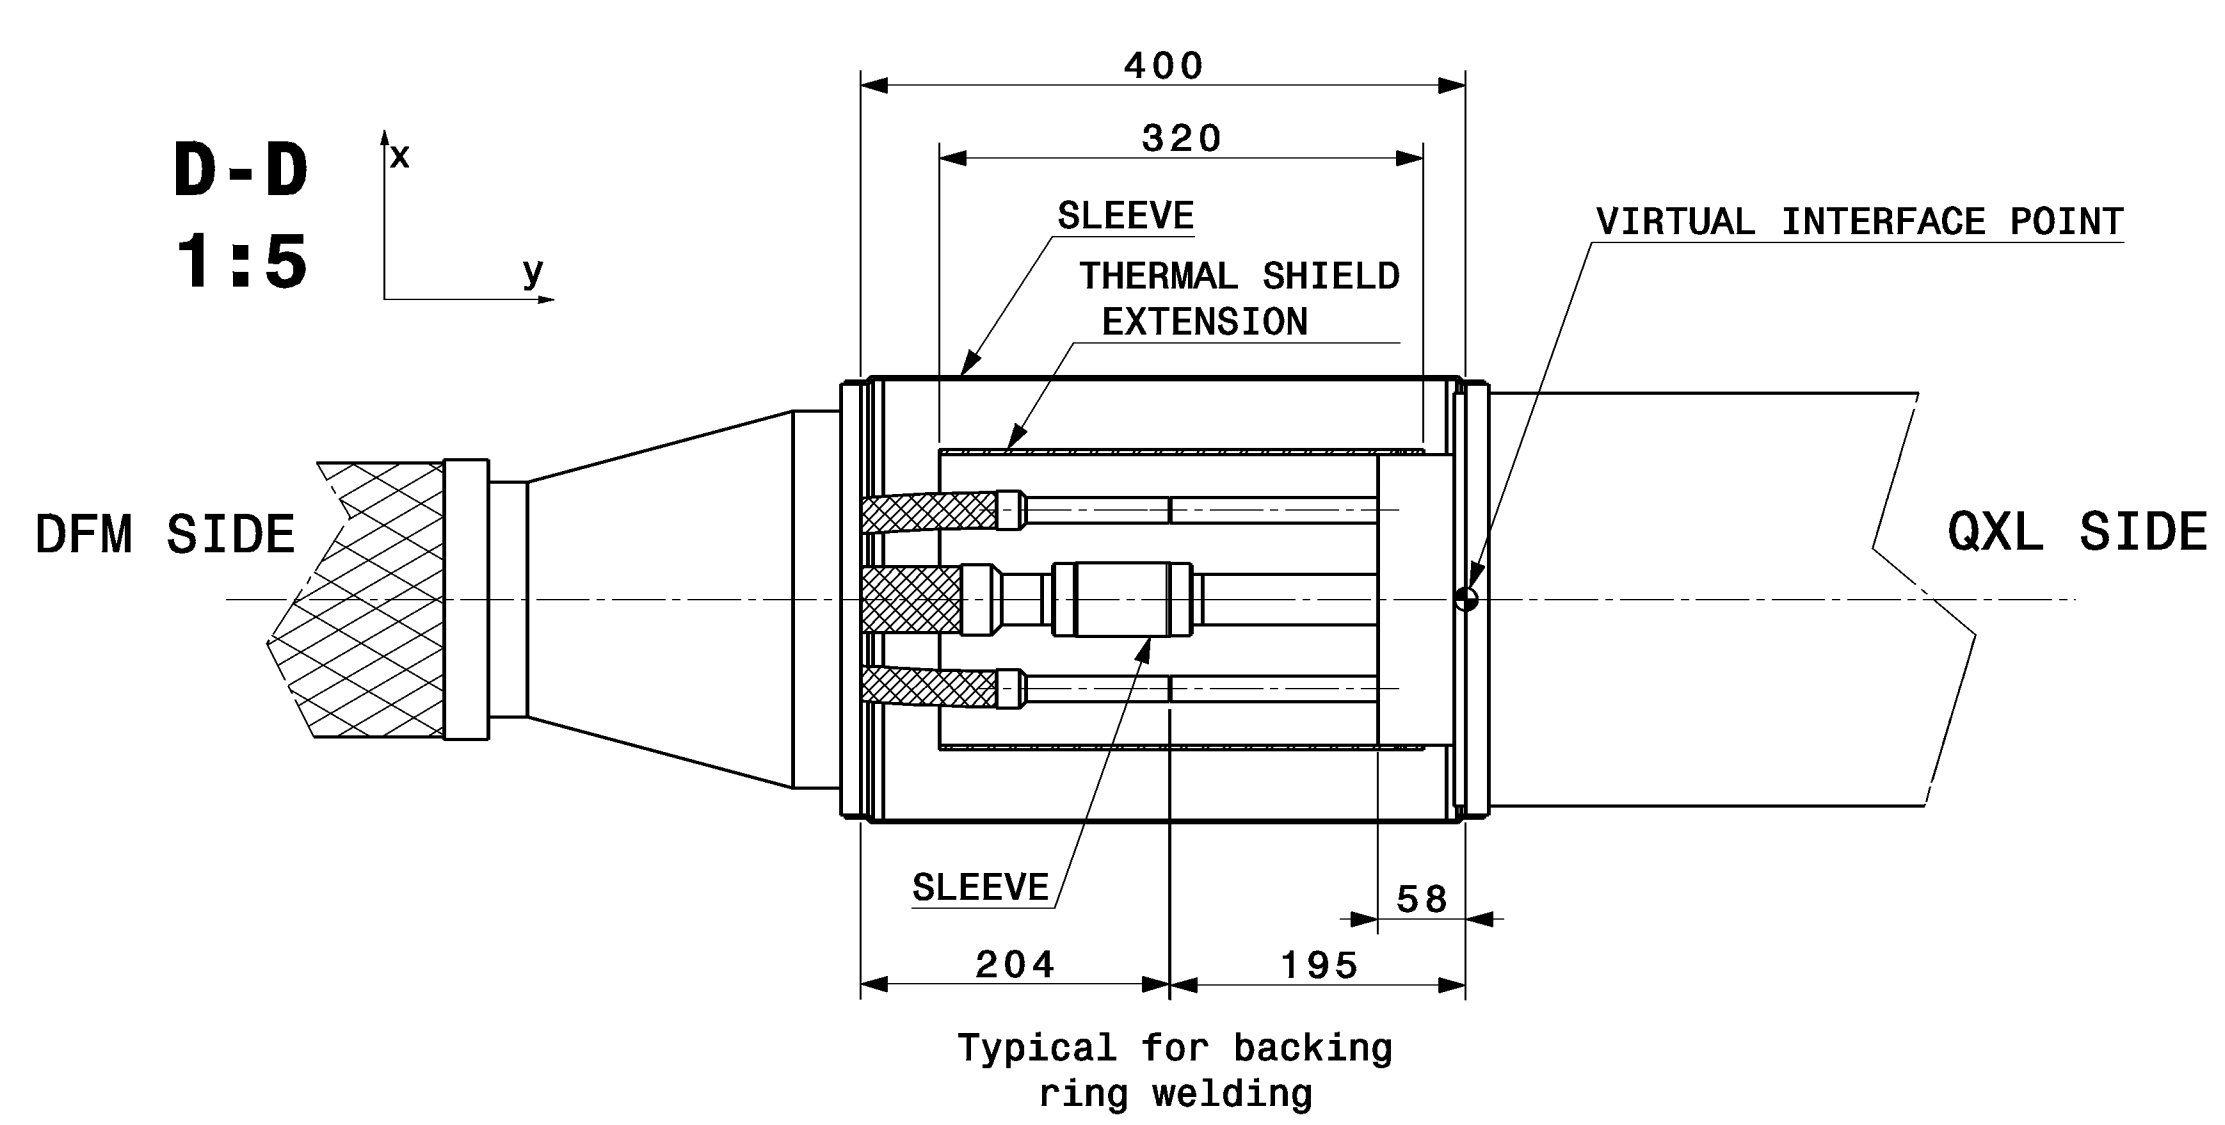 400
320
D-D
1:5
x
y
SLEEVE
THERMAL SHIELD
EXTENSION
VIRTUAL INTERFACE POINT
DFM SIDE
QXL SIDE
SLEEVE
58
204
195
Typical for backing
ring welding